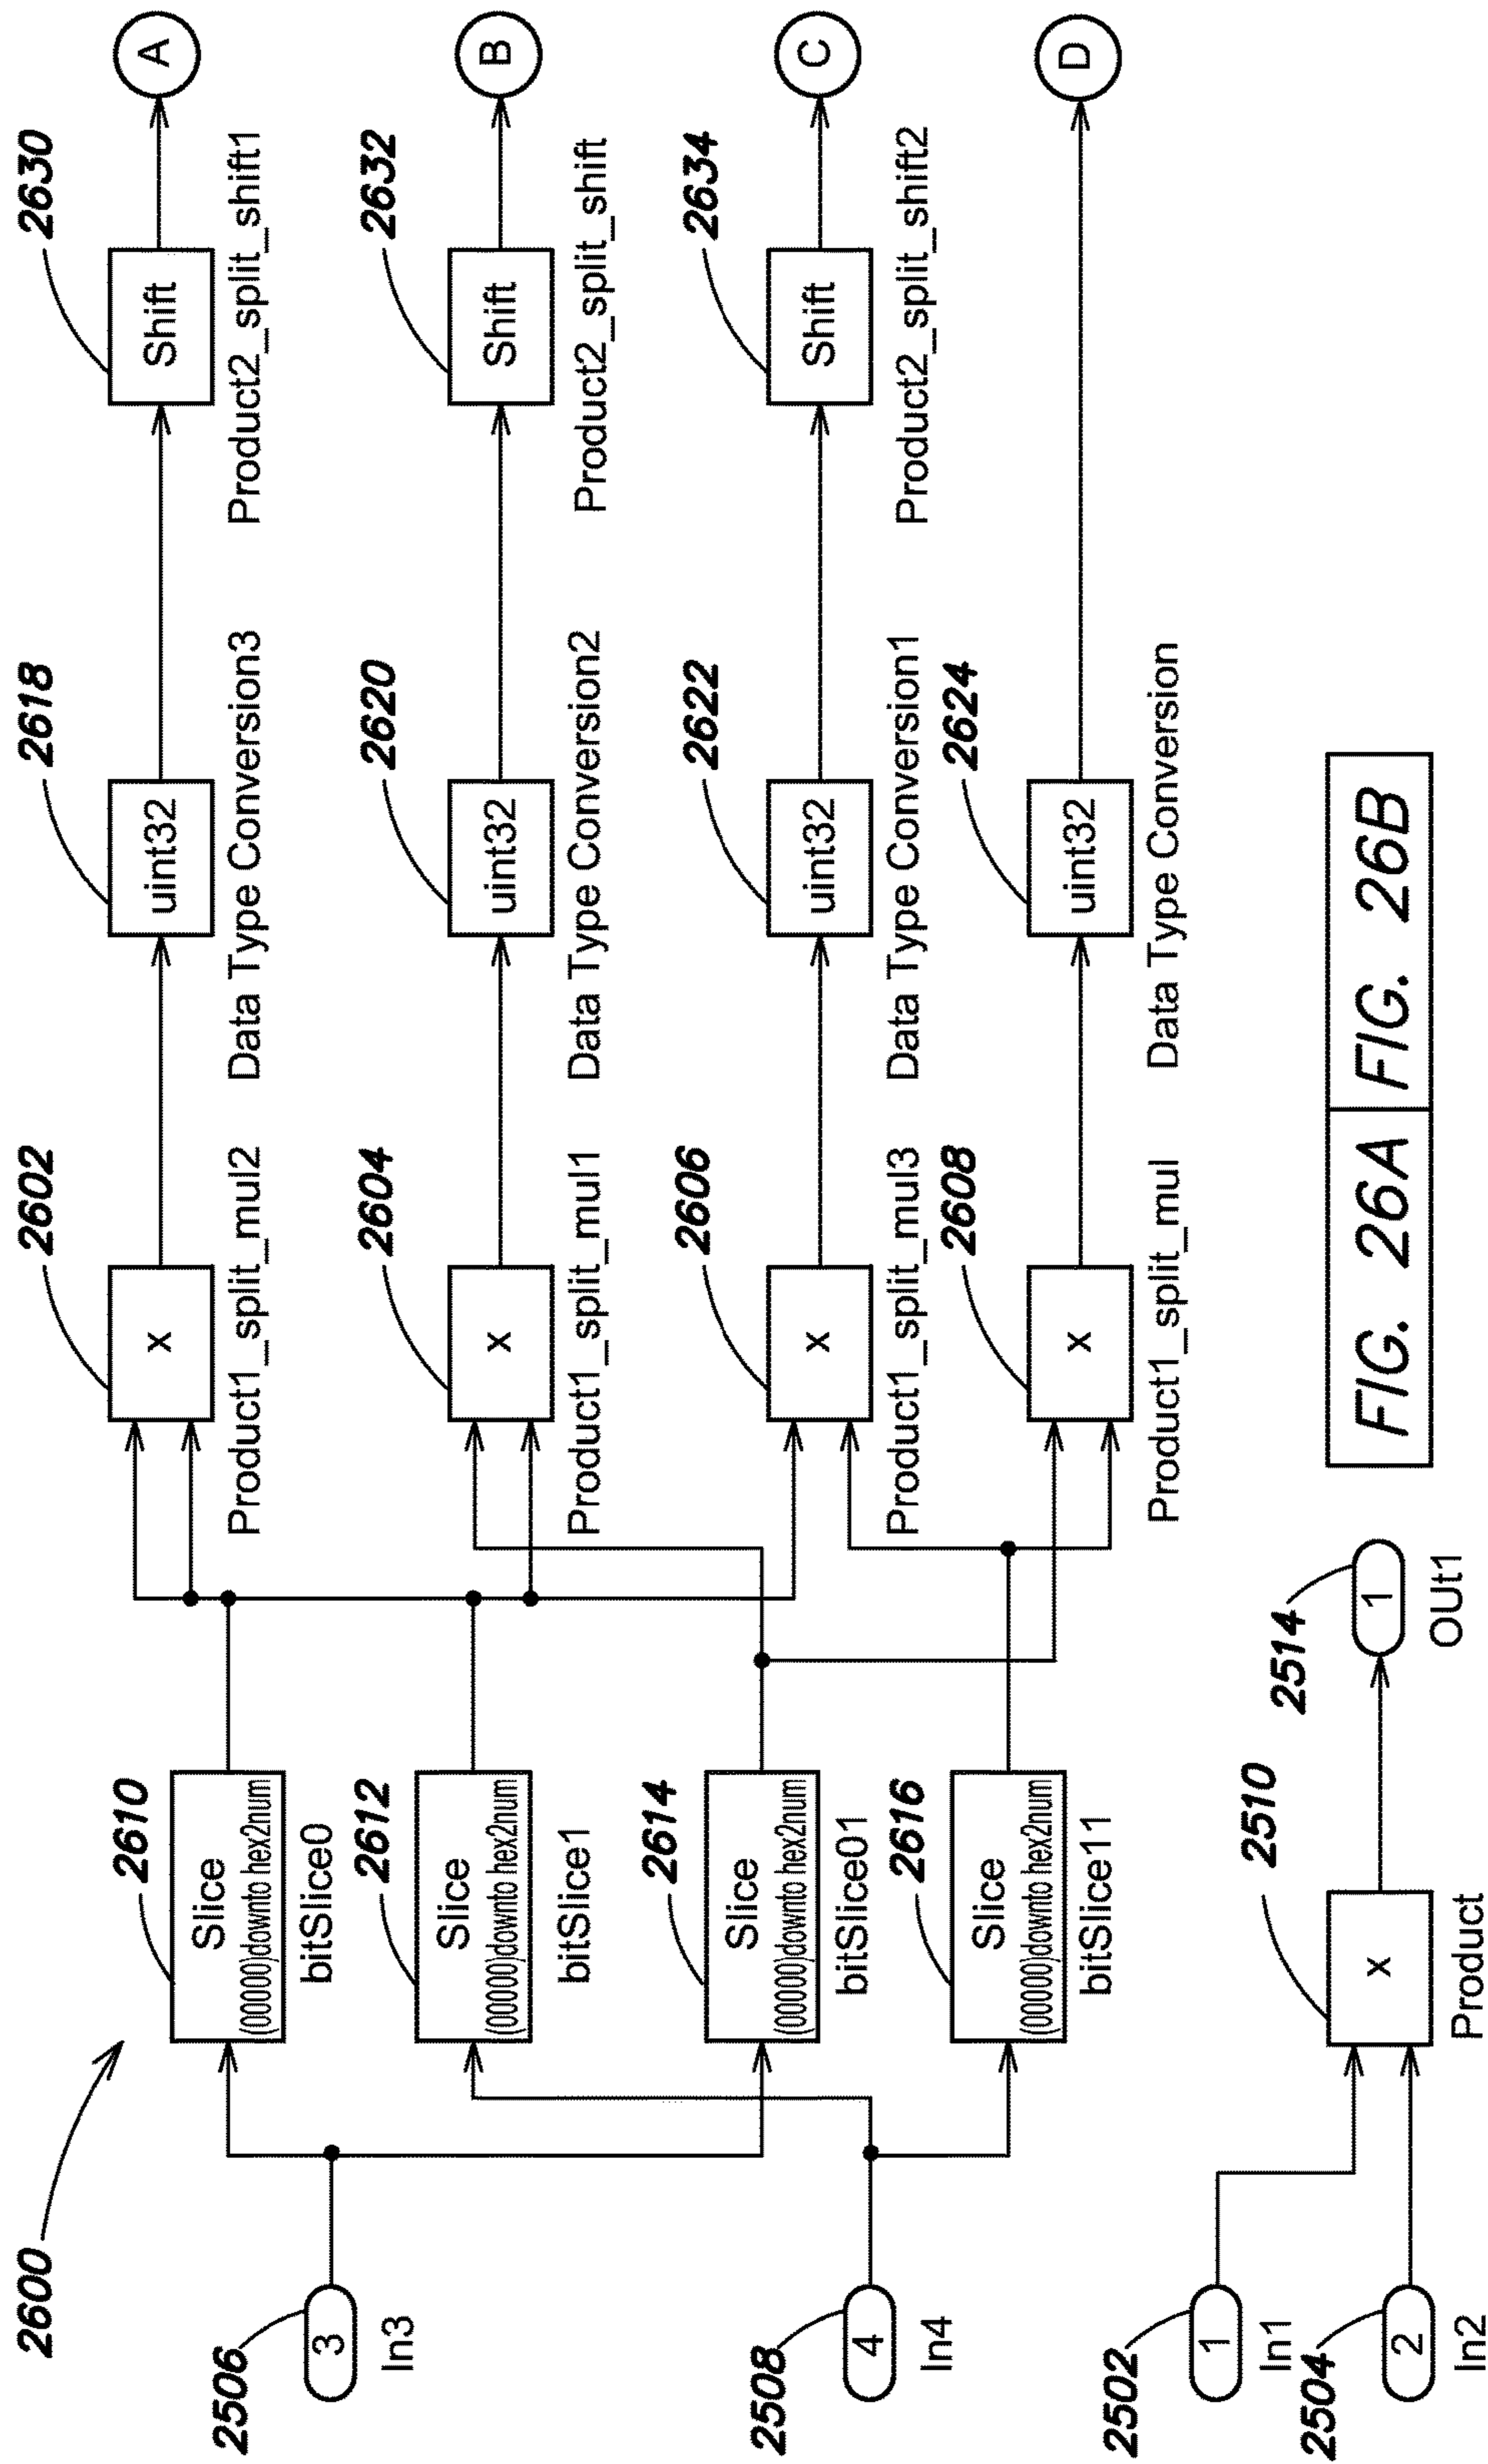 2600
2506
3
In3
2508
4
In4
2502
1
In1
2504
2
In2
2610
Slice
(00000)downto hex2num
bitSlice0
2612
Slice
(00000)downto hex2num
bitSlice1
2614
Slice
(00000)downto hex2num
bitSlice01
2616
Slice
(00000)downto hex2num
bitSlice11
2510
x
Product
2514
1
OUt1
2602
x
Product1_split_mul2
2604
x
Product1_split_mul1
2606
x
Product1_split_mul3
2608
x
Product1_split_mul
2618
uint32
Data Type Conversion3
2620
uint32
Data Type Conversion2
2622
uint32
Data Type Conversion1
2624
uint32
Data Type Conversion
2630
Shift
Product2_split_shift1
2632
Shift
Product2_split_shift
2634
Shift
Product2_split_shift2
A
B
C
D
FIG. 26A
FIG. 26B